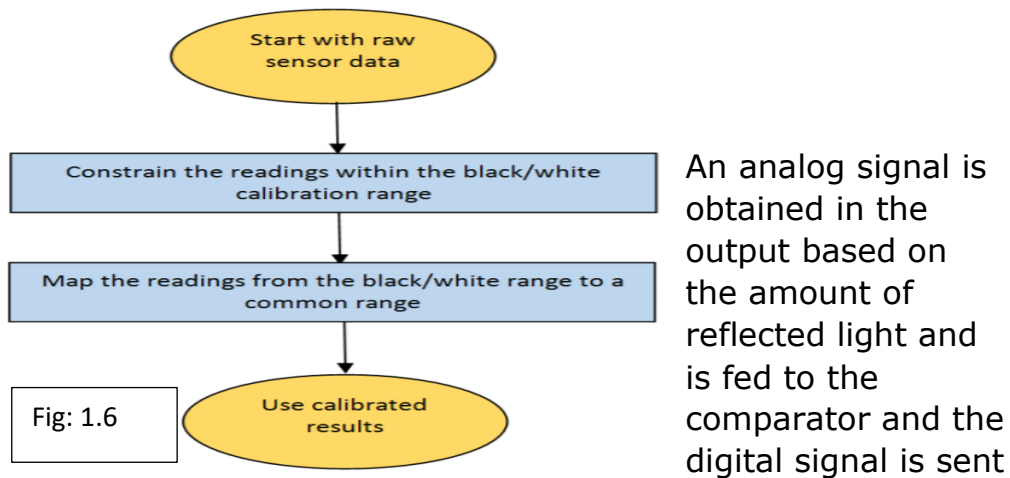 Start with raw
sensor data
Constrain the readings within the black/white
calibration range
Map the readings from the black/white range to a
common range
Use calibrated
results
Fig: 1.6
An analog signal is
obtained in the
output based on
the amount of
reflected light and
is fed to the
comparator and the
digital signal is sent